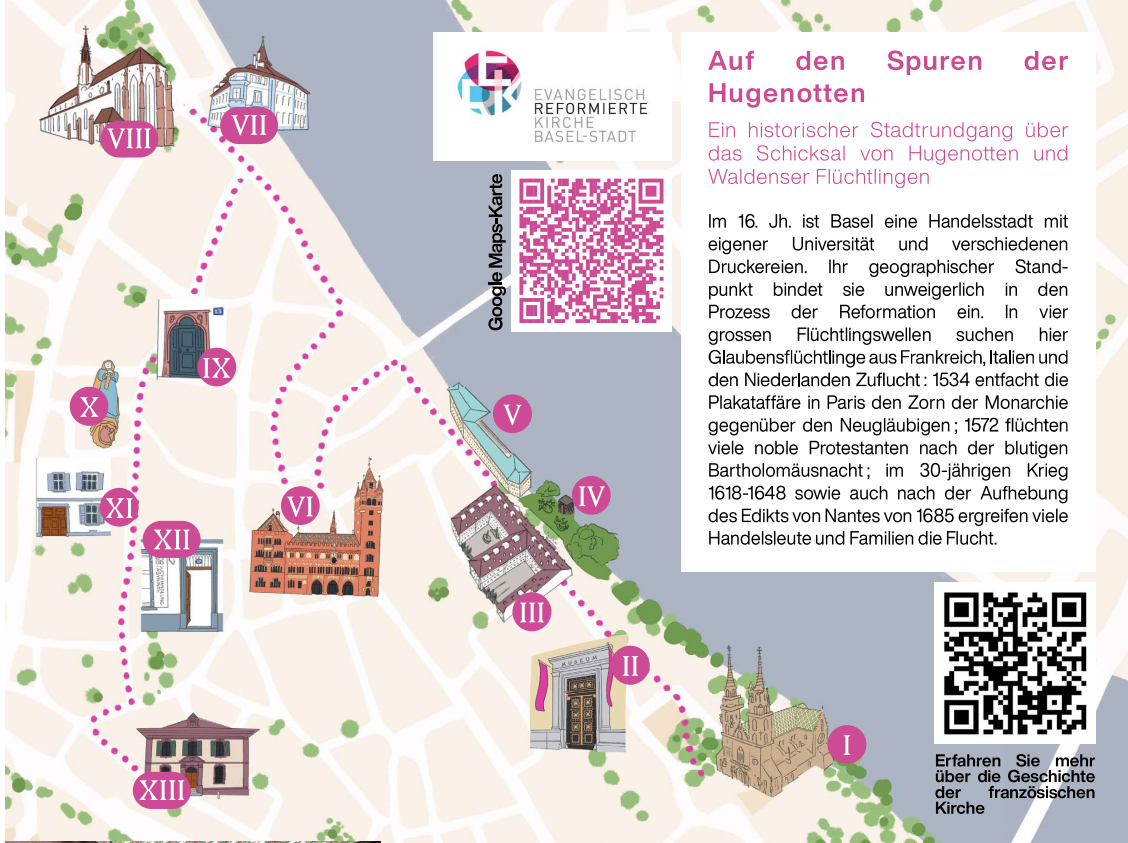 VIII
VII
EVANGELISCH
REFORMIERTE
KIRCHE
BASEL-STADT
Google Maps-Karte
Auf den Spuren der
Hugenotten
Ein historischer Stadtrundgang über
das Schicksal von Hugenotten und
Waldenser Flüchtlingen
Im 16. Jh. ist Basel eine Handelsstadt mit
eigener Universität und verschiedenen
Druckereien. Ihr geographischer Stand-
punkt bindet sie unweigerlich in den
Prozess der Reformation ein. In vier
grossen Flüchtlingswellen suchen hier
Glaubensflüchtlinge aus Frankreich, Italien und
den Niederlanden Zuflucht : 1534 entfacht die
Plakataffäre in Paris den Zorn der Monarchie
gegenüber den Neugläubigen ; 1572 flüchten
viele noble Protestanten nach der blutigen
Bartholomäusnacht ; im 30-jährigen Krieg
1618-1648 sowie auch nach der Aufhebung
des Edikts von Nantes von 1685 ergreifen viele
Handelsleute und Familien die Flucht.
IX
X
V
XI
VI
IV
XII
III
MUSEUM
II
I
XIII
Erfahren Sie mehr
über die Geschichte
der französischen
Kirche